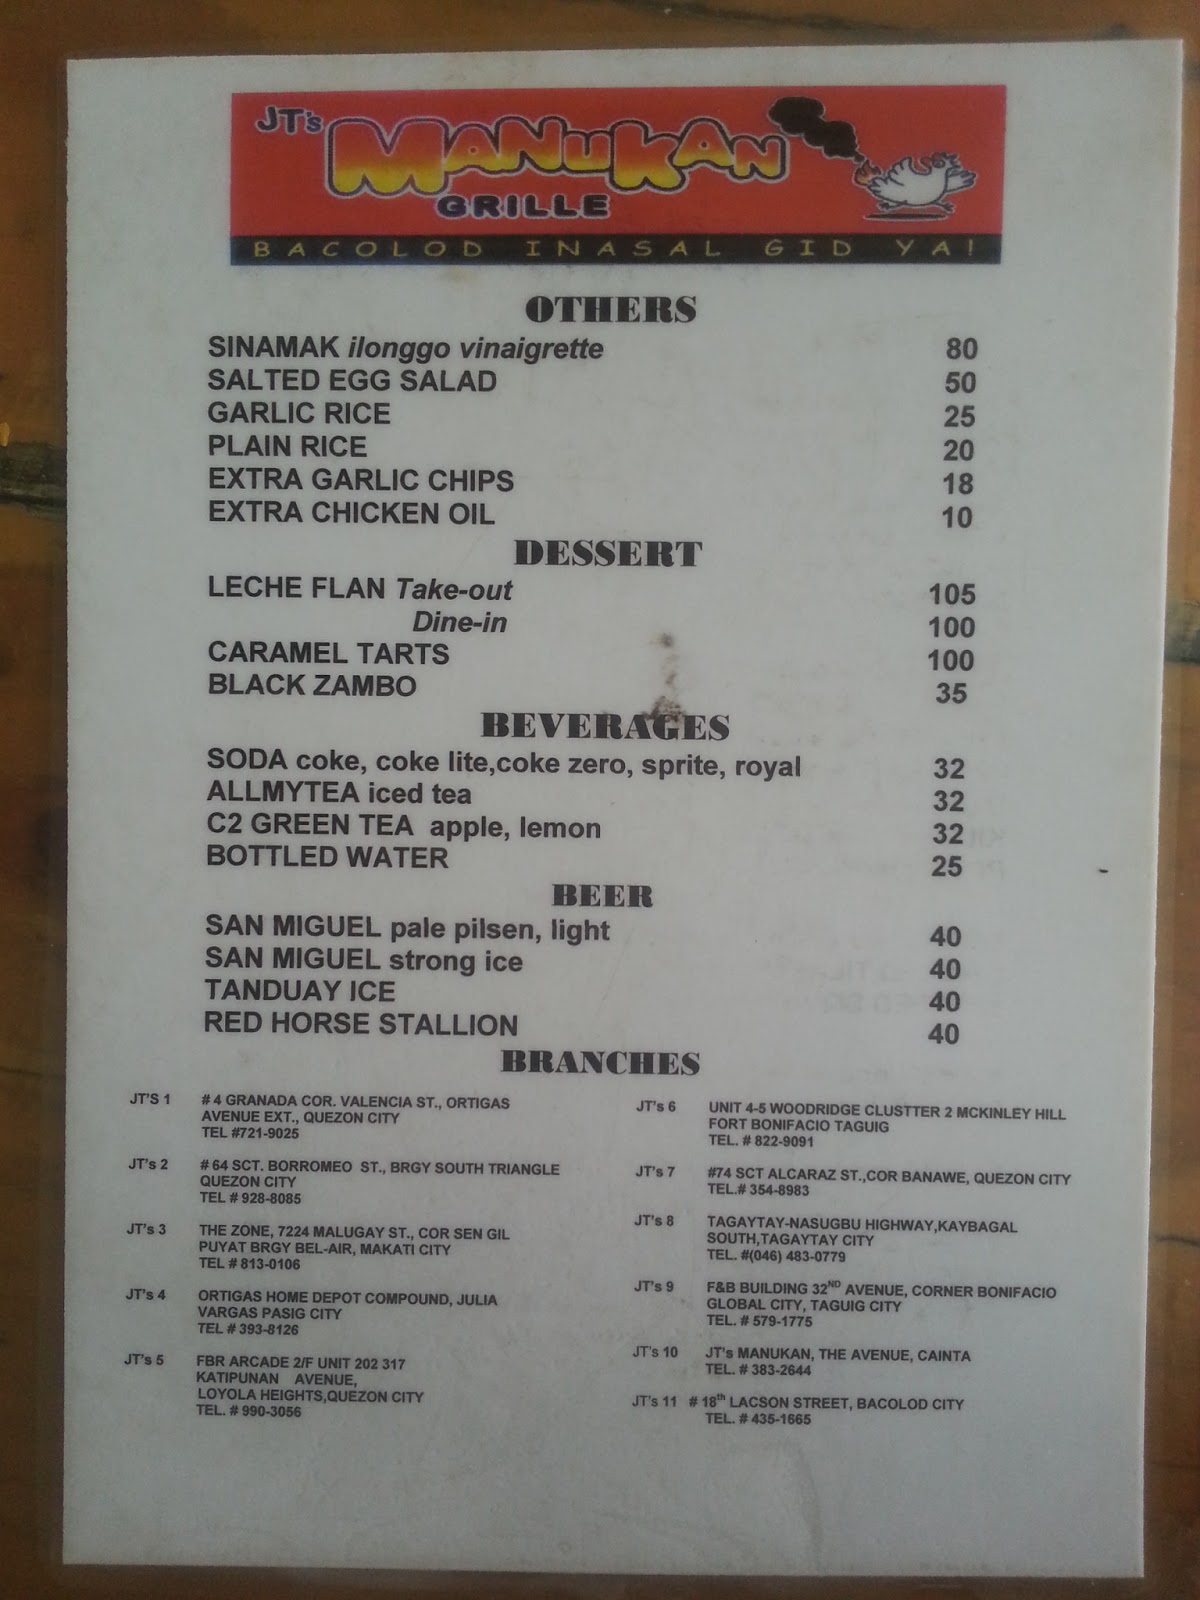 JT's MANUKAN
GRILLE
BACOLOD INASAL GID YA!
OTHERS
SINAMAK ilonggo vinaigrette 80
SALTED EGG SALAD 50
GARLIC RICE 25
PLAIN RICE 20
EXTRA GARLIC CHIPS 18
EXTRA CHICKEN OIL 10
DESSERT
LECHE FLAN Take-out 105
Dine-in 100
CARAMEL TARTS 100
BLACK ZAMBO 35
BEVERAGES
SODA coke, coke lite,coke zero, sprite, royal 32
ALLMYTEA iced tea 32
C2 GREEN TEA apple, lemon 32
BOTTLED WATER 25
BEER
SAN MIGUEL pale pilsen, light 40
SAN MIGUEL strong ice 40
TANDUAY ICE 40
RED HORSE STALLION 40
BRANCHES
JT'S 1 # 4 GRANADA COR. VALENCIA ST., ORTIGAS
AVENUE EXT., QUEZON CITY
TEL #721-9025
JT's 2 # 64 SCT. BORROMEO ST., BRGY SOUTH TRIANGLE
QUEZON CITY
TEL # 928-8085
JT's 3 THE ZONE, 7224 MALUGAY ST., COR SEN GIL
PUYAT BRGY BEL-AIR, MAKATI CITY
TEL # 813-0106
JT's 4 ORTIGAS HOME DEPOT COMPOUND, JULIA
VARGAS PASIG CITY
TEL # 393-8126
JT's 5 FBR ARCADE 2/F UNIT 202 317
KATIPUNAN AVENUE,
LOYOLA HEIGHTS,QUEZON CITY
TEL. # 990-3056
JT's 6 UNIT 4-5 WOODRIDGE CLUSTTER 2 MCKINLEY HILL
FORT BONIFACIO TAGUIG
TEL. # 822-9091
JT's 7 #74 SCT ALCARAZ ST.,COR BANAWE, QUEZON CITY
TEL.# 354-8983
JT's 8 TAGAYTAY-NASUGBU HIGHWAY,KAYBAGAL
SOUTH,TAGAYTAY CITY
TEL. #(046) 483-0779
JT's 9 F&B BUILDING 32ND AVENUE, CORNER BONIFACIO
GLOBAL CITY, TAGUIG CITY
TEL. # 579-1775
JT's 10 JT's MANUKAN, THE AVENUE, CAINTA
TEL. # 383-2644
JT's 11 # 18th LACSON STREET, BACOLOD CITY
TEL. # 435-1665